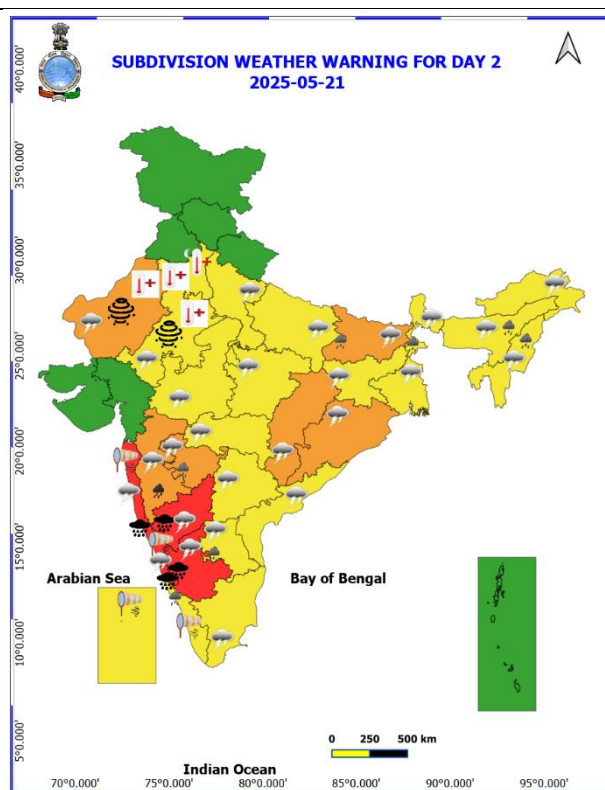 SUBDIVISION WEATHER WARNING FOR DAY 2
2025-05-21
40°0.000'
35°0.000'
30°0.000'
25°0.000'
20°0.000'
15°0.000'
10°0.000'
5°0.000'
Arabian Sea
Bay of Bengal
0 250 500 km
Indian Ocean
70°0.000' 75°0.000' 80°0.000' 85°0.000' 90°0.000' 95°0.000'